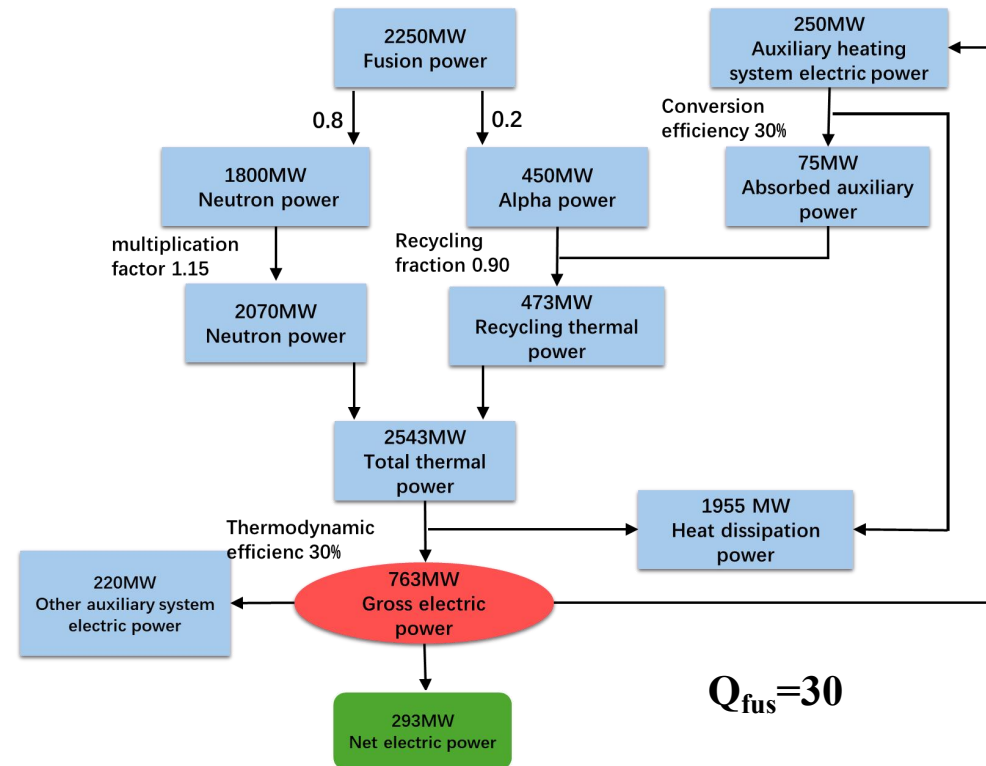 2250MW
Fusion power
250MW
Auxiliary heating
system electric power
0.8
0.2
Conversion
efficiency 30%
1800MW
Neutron power
450MW
Alpha power
75MW
Absorbed auxiliary
power
multiplication
factor 1.15
Recycling
fraction 0.90
2070MW
Neutron power
473MW
Recycling thermal
power
2543MW
Total thermal
power
1955 MW
Heat dissipation
power
Thermodynamic
efficienc 30%
763MW
Gross electric
power
220MW
Other auxiliary system
electric power
Qfus=30
293MW
Net electric power